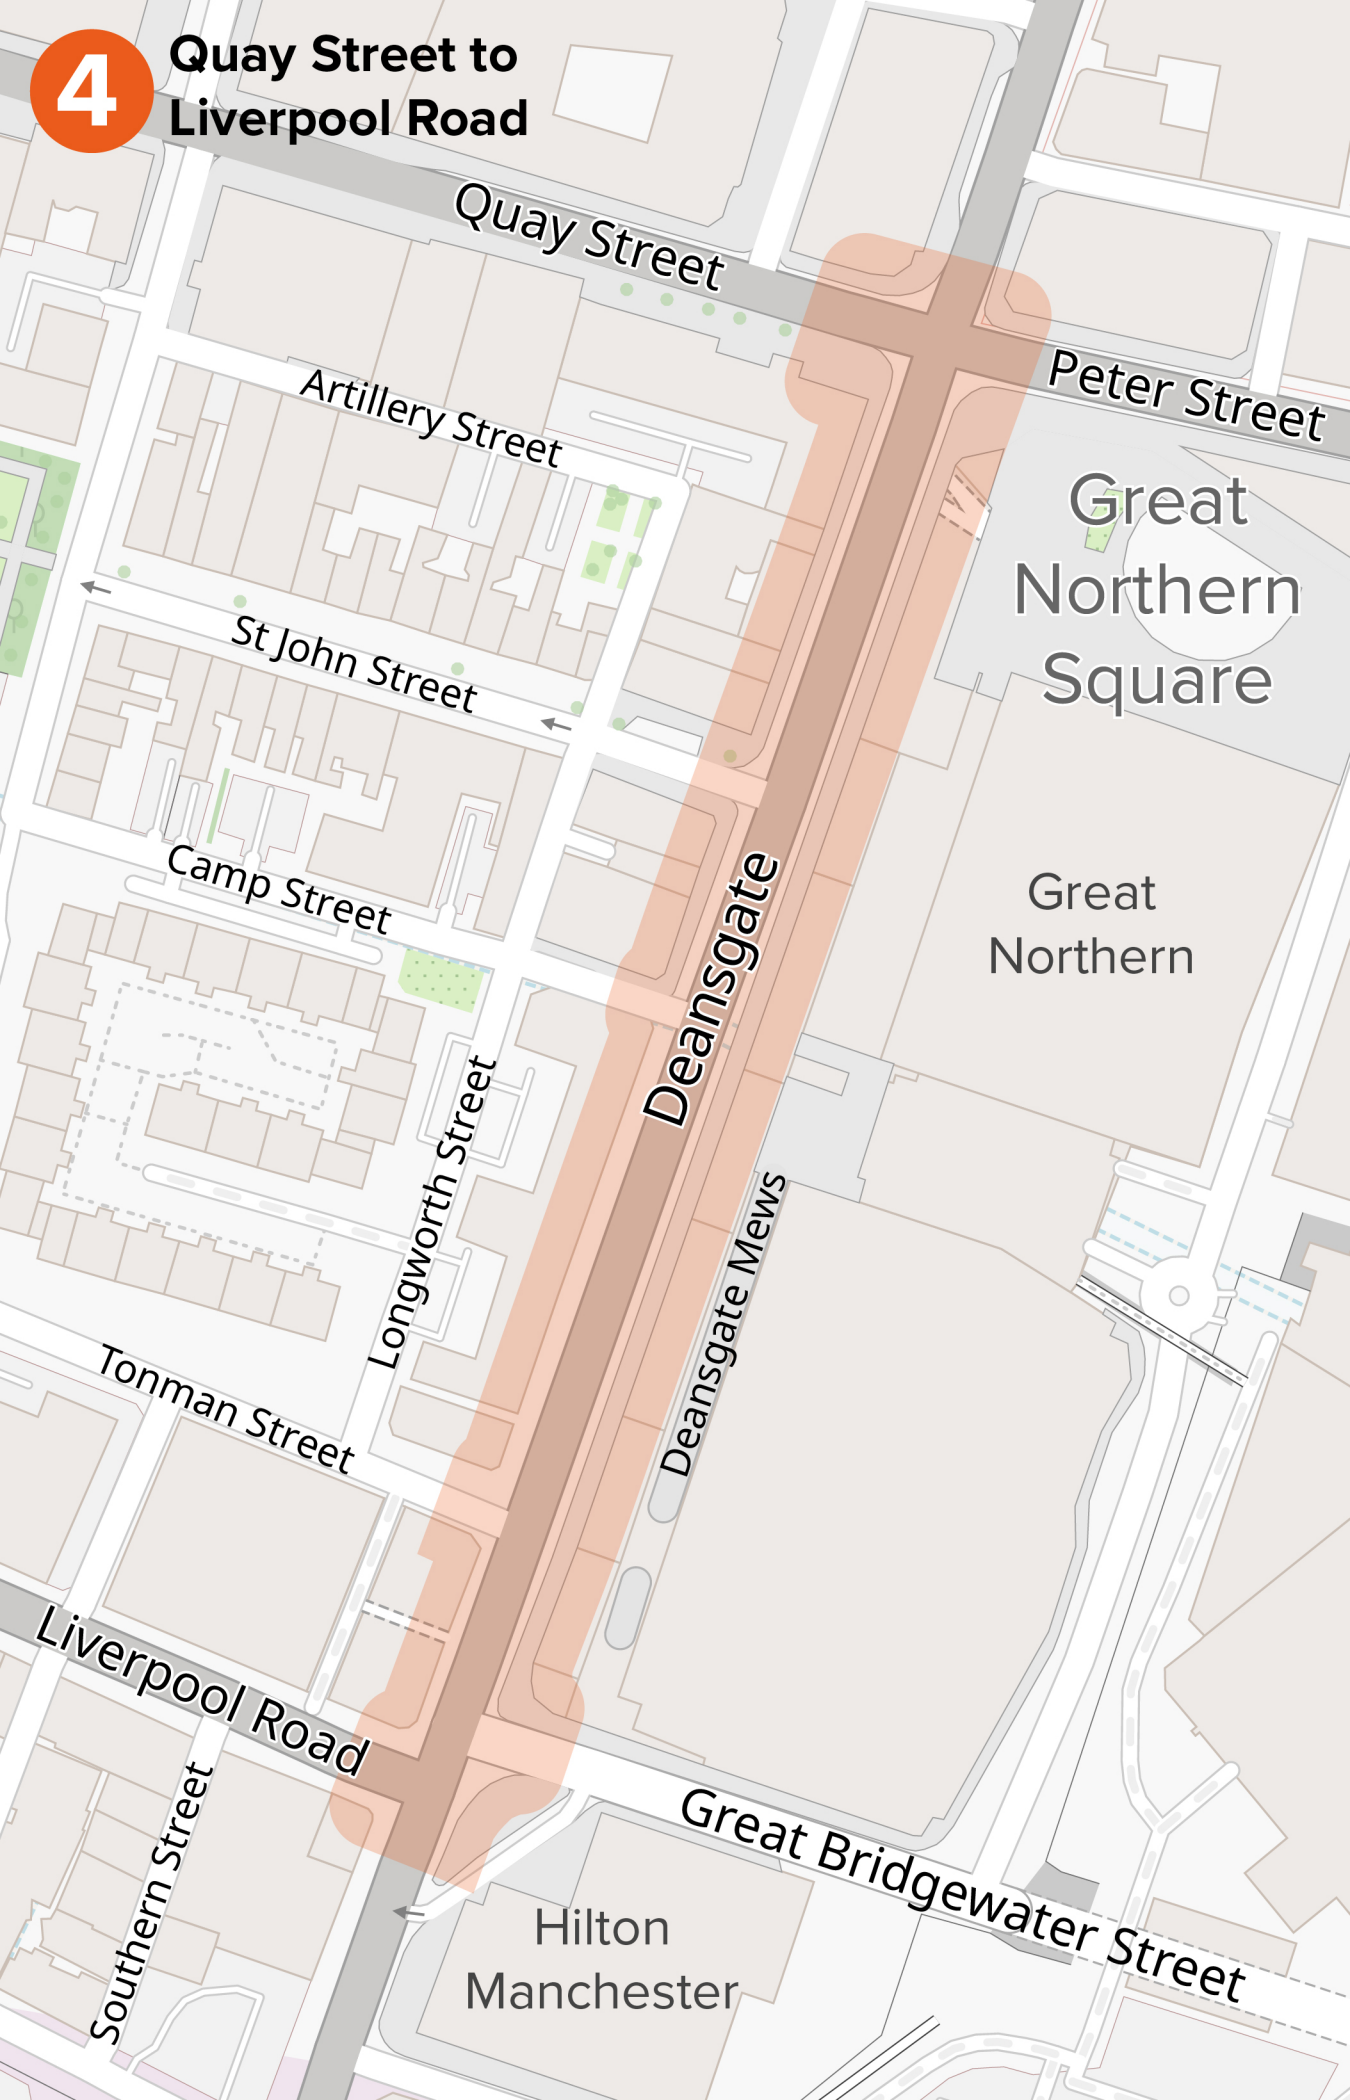 4
Quay Street to
Liverpool Road
Quay Street
Peter Street
Artillery Street
Great
Northern
Square
St John Street
Camp Street
Deansgate
Great
Northern
Longworth Street
Deansgate Mews
Tonman Street
Liverpool Road
Southern Street
Great Bridgewater Street
Hilton
Manchester